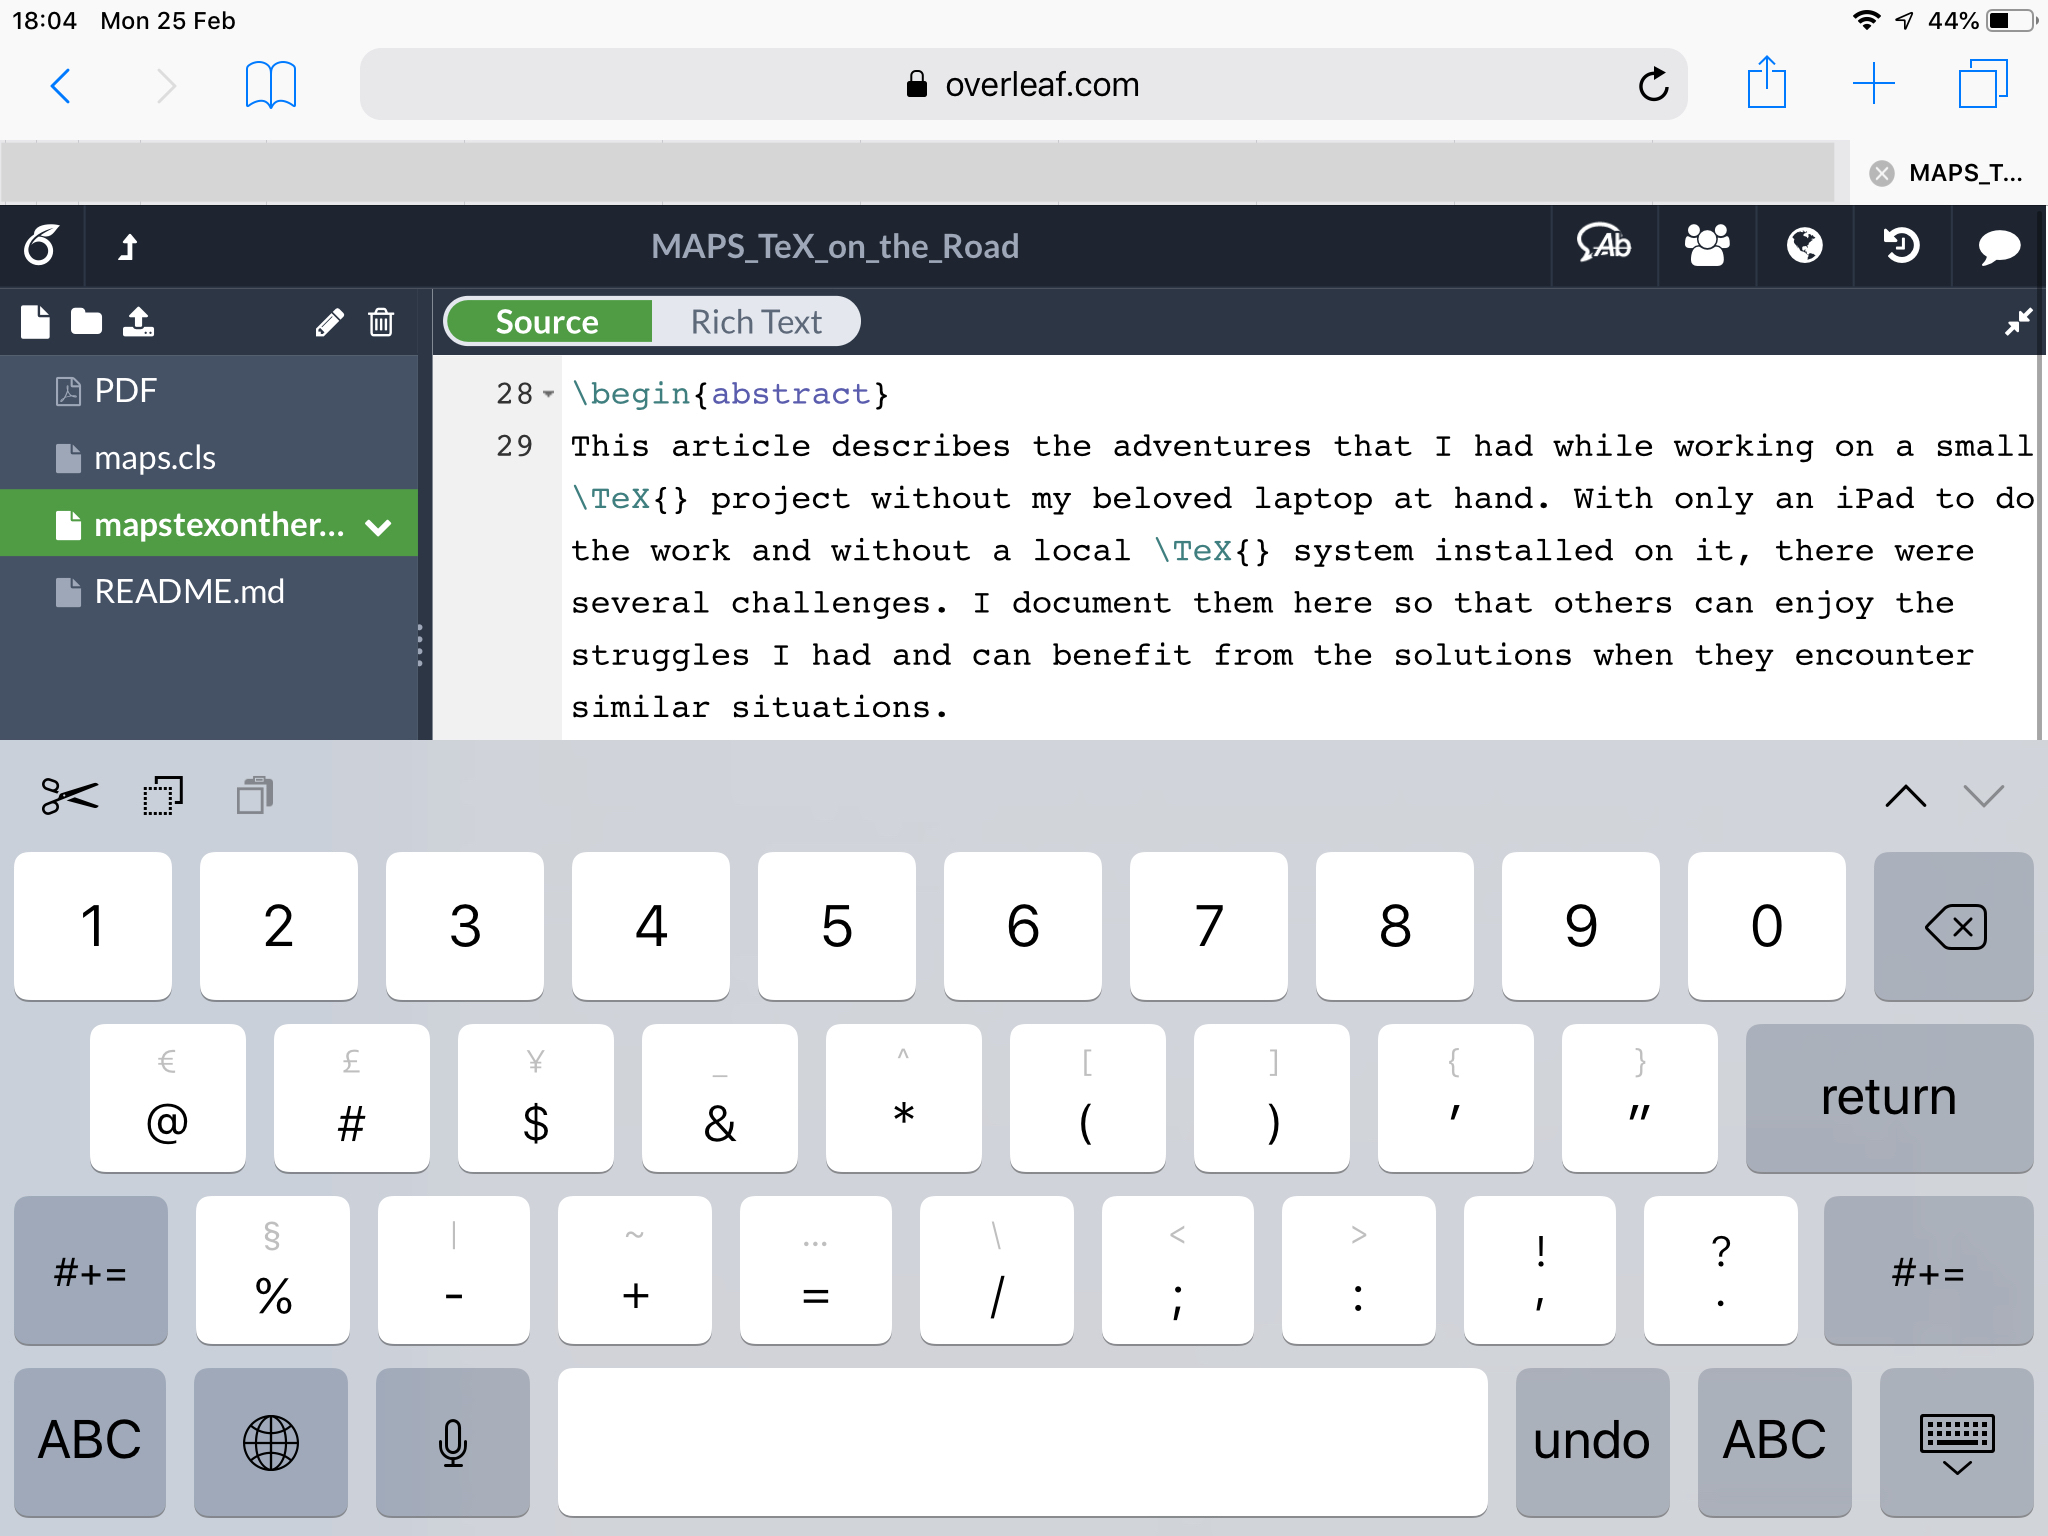 18:04 Mon 25 Feb 44%
overleaf.com
MAPS_T...
MAPS_TeX_on_the_Road
Ab
Source Rich Text
PDF
maps.cls
mapstexonther...
README.md
28 \begin{abstract}
29 This article describes the adventures that I had while working on a small
\TeX{} project without my beloved laptop at hand. With only an iPad to do
the work and without a local \TeX{} system installed on it, there were
several challenges. I document them here so that others can enjoy the
struggles I had and can benefit from the solutions when they encounter
similar situations.
1 2 3 4 5 6 7 8 9 0
€ £ ¥ _ ^ [ ] { }
@ # $ & * ( ) ' " return
§ | ~ … \ < > ! ?
#+= % - + = / ; : , . #+=
ABC undo ABC